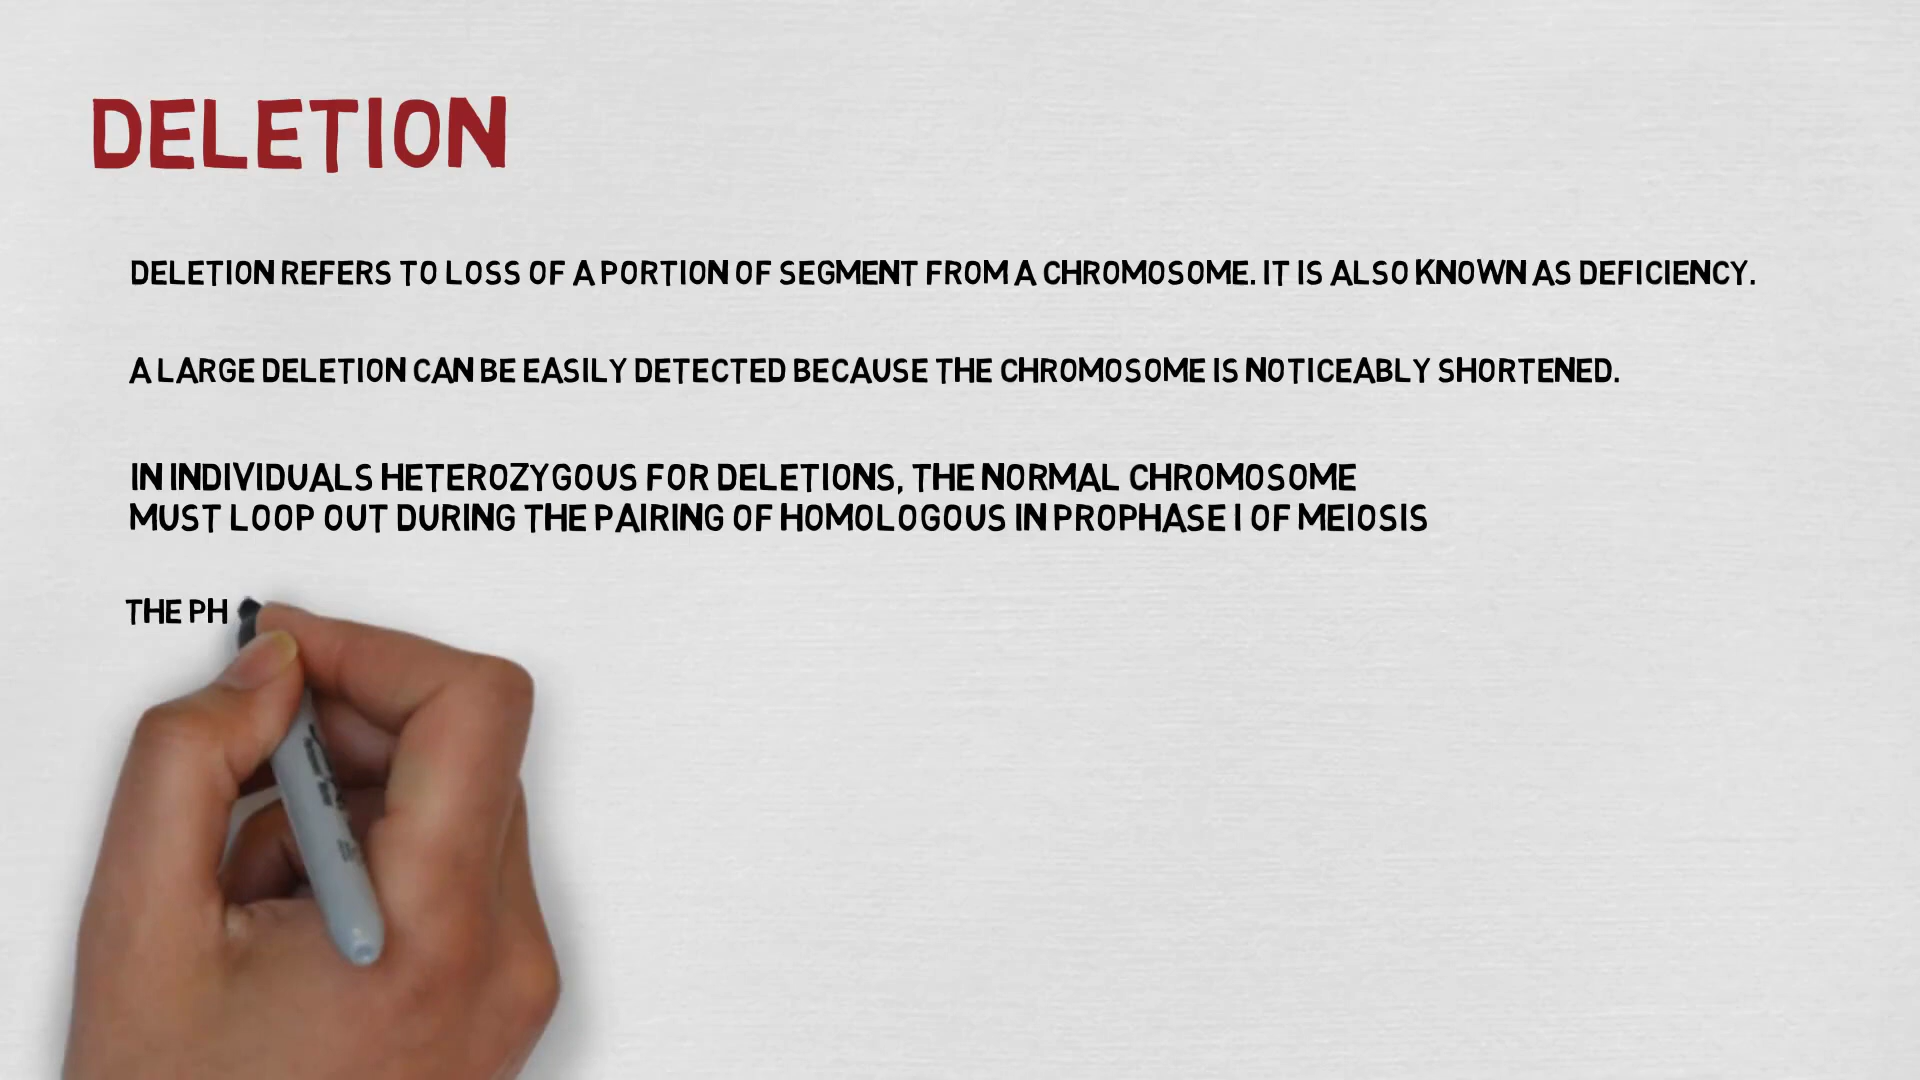 DELETION
DELETION REFERS TO LOSS OF A PORTION OF SEGMENT FROM A CHROMOSOME. IT IS ALSO KNOWN AS DEFICIENCY.
A LARGE DELETION CAN BE EASILY DETECTED BECAUSE THE CHROMOSOME IS NOTICEABLY SHORTENED.
IN INDIVIDUALS HETEROZYGOUS FOR DELETIONS, THE NORMAL CHROMOSOME
MUST LOOP OUT DURING THE PAIRING OF HOMOLOGOUS IN PROPHASE I OF MEIOSIS
THE PH